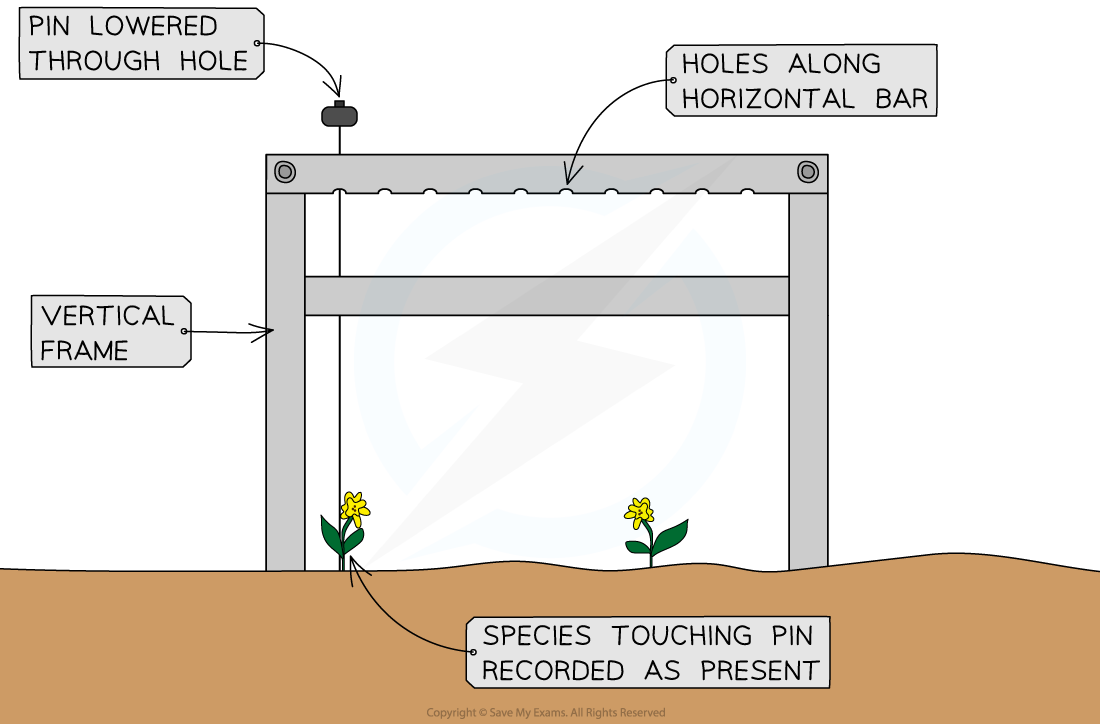 PIN LOWERED
THROUGH HOLE
HOLES ALONG
HORIZONTAL BAR
VERTICAL
FRAME
SPECIES TOUCHING PIN
RECORDED AS PRESENT
Copyright © Save My Exams. All Rights Reserved